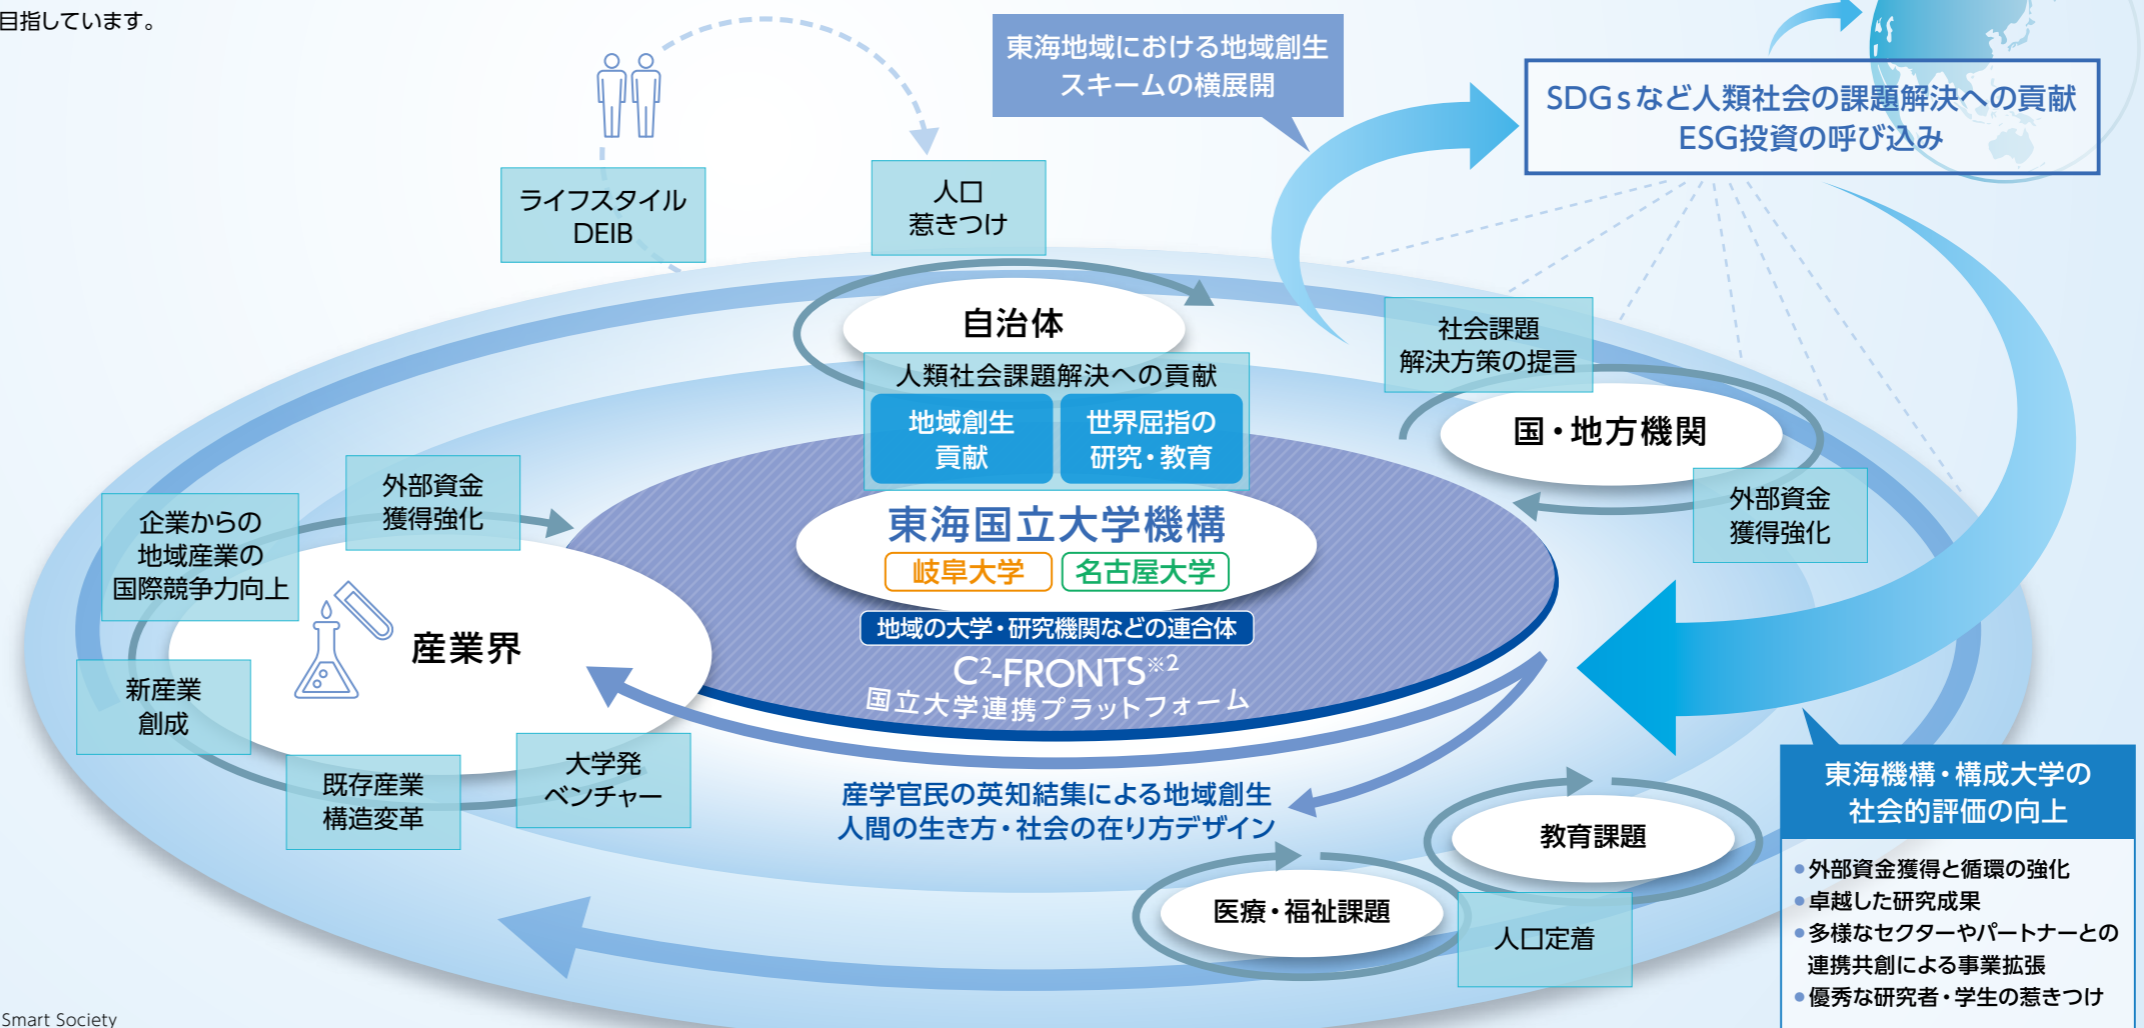 目指しています。
東海地域における地域創生
スキームの横展開
SDGsなど人類社会の課題解決への貢献
ESG投資の呼び込み
ライフスタイル
DEIB
人口
惹きつけ
自治体
人類社会課題解決への貢献
地域創生
貢献
世界屈指の
研究・教育
社会課題
解決方策の提言
国・地方機関
外部資金
獲得強化
外部資金
獲得強化
企業からの
地域産業の
国際競争力向上
東海国立大学機構
岐阜大学
名古屋大学
地域の大学・研究機関などの連合体
C²-FRONTS※2
国立大学連携プラットフォーム
産業界
新産業
創成
既存産業
構造変革
大学発
ベンチャー
産学官民の英知結集による地域創生
人間の生き方・社会の在り方デザイン
教育課題
医療・福祉課題
人口定着
東海機構・構成大学の
社会的評価の向上
•外部資金獲得と循環の強化
•卓越した研究成果
•多様なセクターやパートナーとの
連携共創による事業拡張
•優秀な研究者・学生の惹きつけ
Smart Society